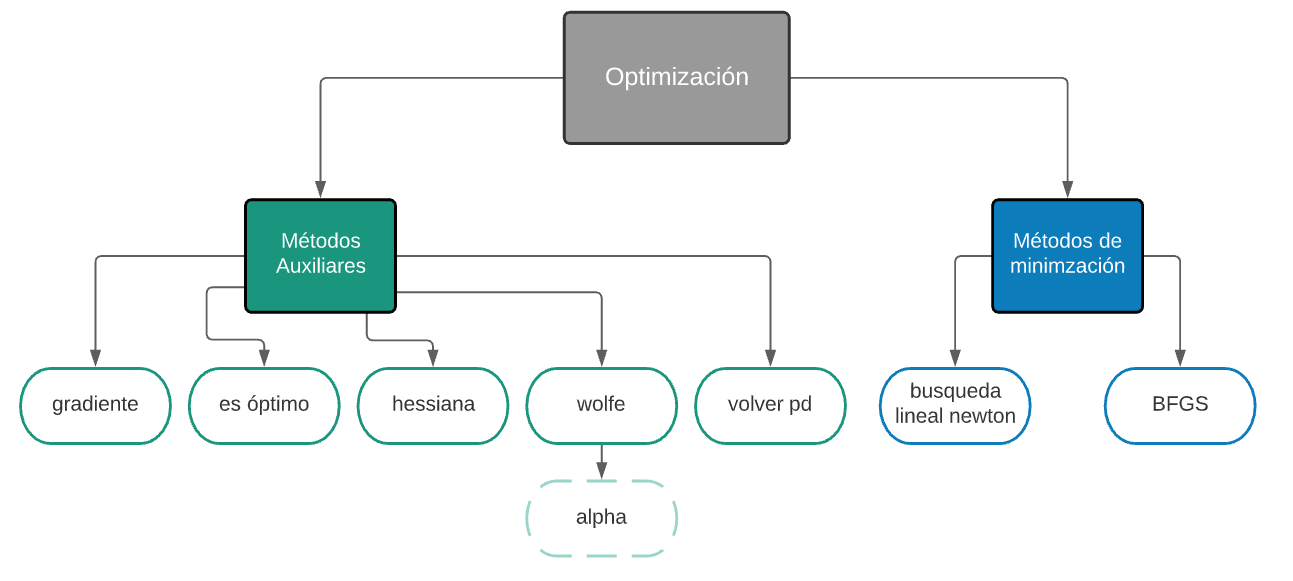 Optimización
Métodos
Auxiliares
Métodos de
minimzación
gradiente
es óptimo
hessiana
wolfe
volver pd
busqueda
lineal newton
BFGS
alpha